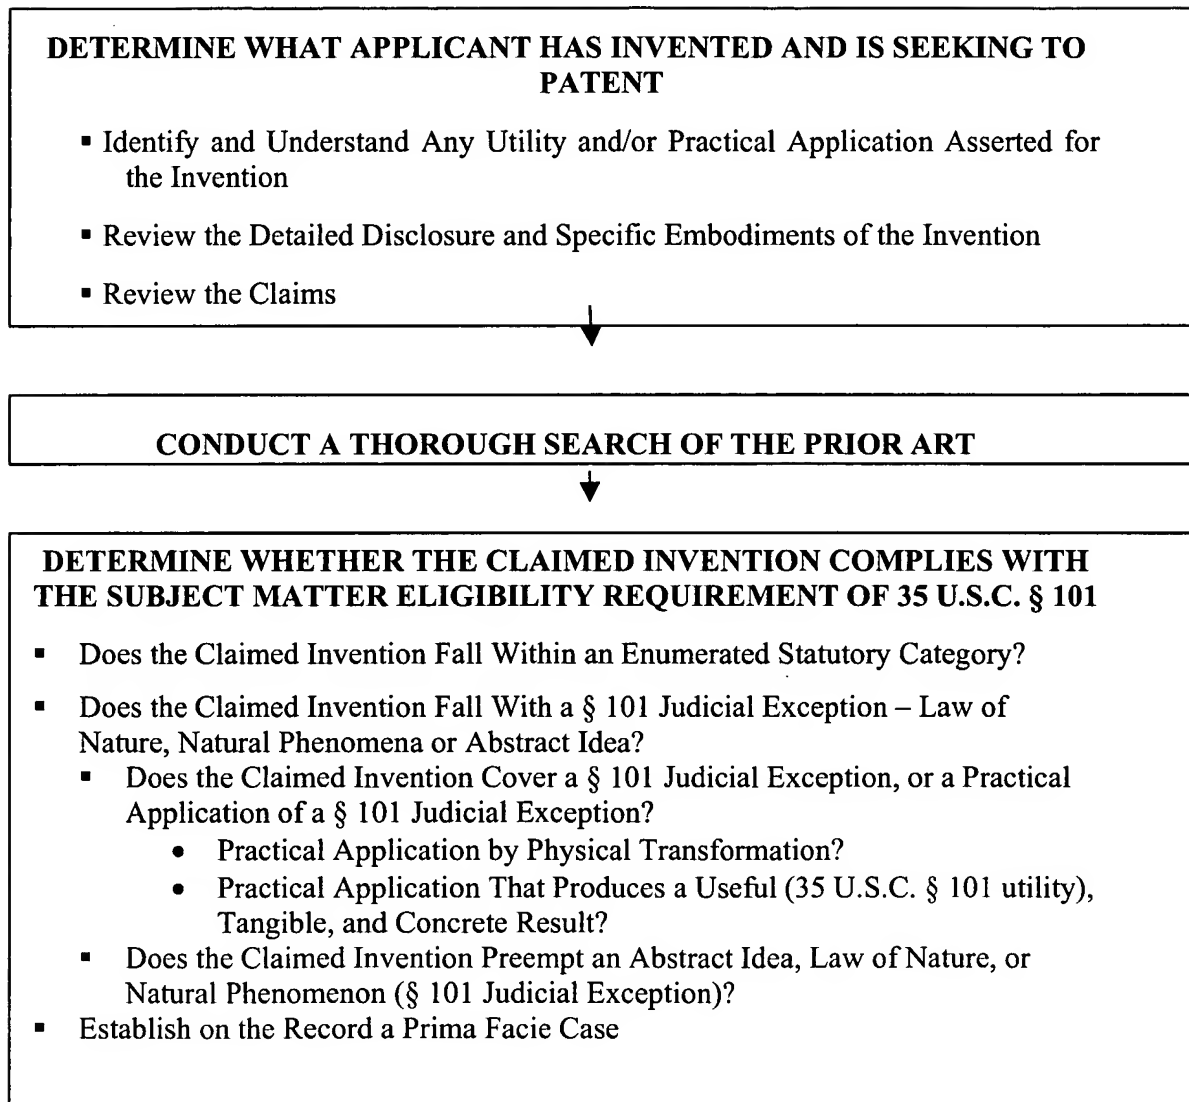 DETERMINE WHAT APPLICANT HAS INVENTED AND IS SEEKING TO
PATENT
▪ Identify and Understand Any Utility and/or Practical Application Asserted for
the Invention
▪ Review the Detailed Disclosure and Specific Embodiments of the Invention
▪ Review the Claims
CONDUCT A THOROUGH SEARCH OF THE PRIOR ART
DETERMINE WHETHER THE CLAIMED INVENTION COMPLIES WITH
THE SUBJECT MATTER ELIGIBILITY REQUIREMENT OF 35 U.S.C. § 101
▪ Does the Claimed Invention Fall Within an Enumerated Statutory Category?
▪ Does the Claimed Invention Fall With a § 101 Judicial Exception – Law of
Nature, Natural Phenomena or Abstract Idea?
▪ Does the Claimed Invention Cover a § 101 Judicial Exception, or a Practical
Application of a § 101 Judicial Exception?
• Practical Application by Physical Transformation?
• Practical Application That Produces a Useful (35 U.S.C. § 101 utility),
Tangible, and Concrete Result?
▪ Does the Claimed Invention Preempt an Abstract Idea, Law of Nature, or
Natural Phenomenon (§ 101 Judicial Exception)?
▪ Establish on the Record a Prima Facie Case